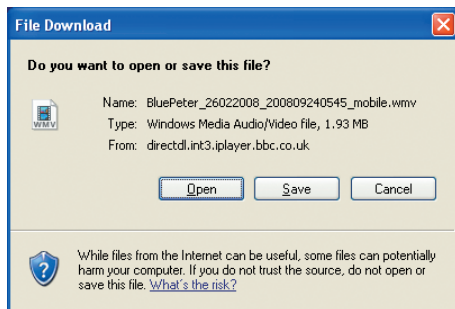 File Download
Do you want to open or save this file?
WMV
Name: BluePeter_26022008_200809240545_mobile.wmv
Type: Windows Media Audio/Video file, 1.93 MB
From: directdl.int3.iplayer.bbc.co.uk
Open Save Cancel
While files from the Internet can be useful, some files can potentially
harm your computer. If you do not trust the source, do not open or
save this file. What's the risk?